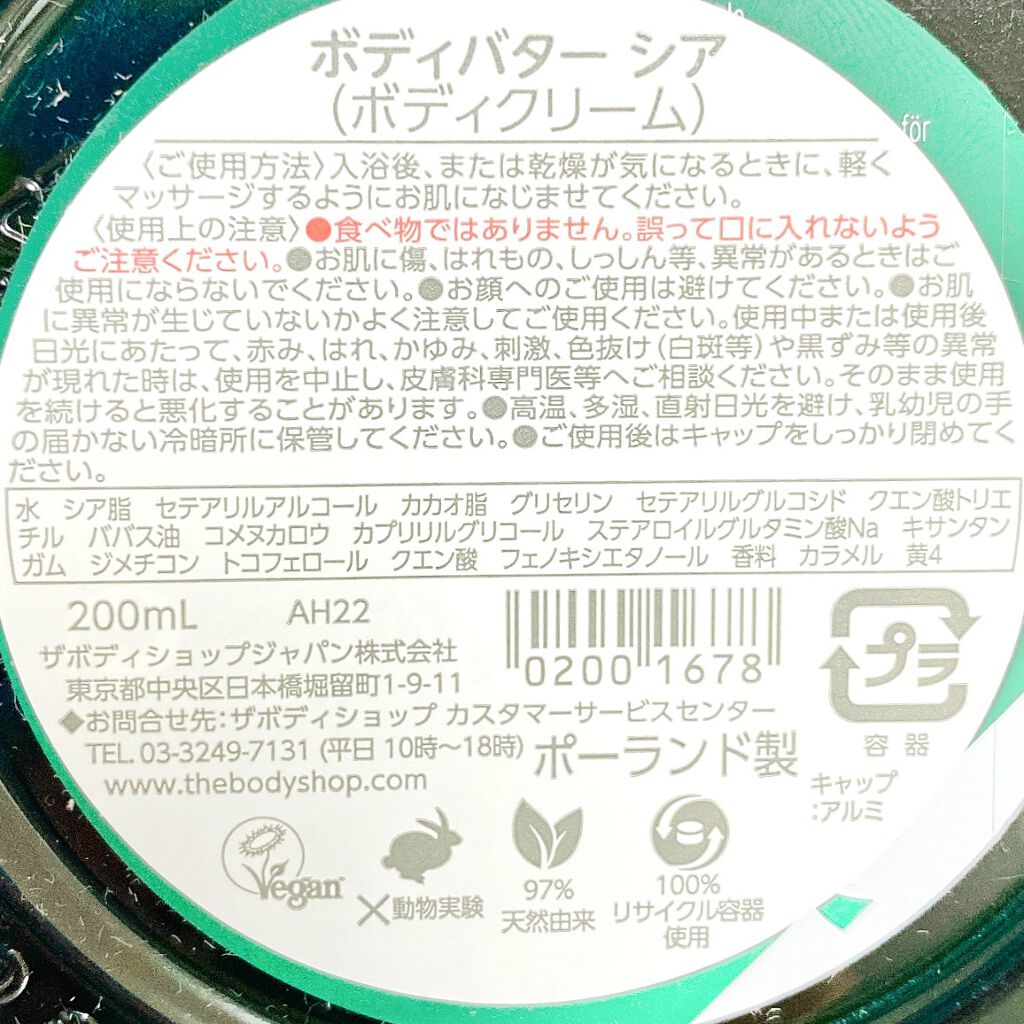 ボディバター シア
(ボディクリーム)
〈ご使用方法〉入浴後、または乾燥が気になるときに、軽く
マッサージするようにお肌になじませてください。
〈使用上の注意〉●食べ物ではありません。誤って口に入れないよう
ご注意ください。●お肌に傷、はれもの、しっしん等、異常があるときはご
使用にならないでください。●お顔へのご使用は避けてください。●お肌
に異常が生じていないかよく注意してご使用ください。使用中または使用後
日光にあたって、赤み、はれ、かゆみ、刺激、色抜け(白斑等)や黒ずみ等の異常
が現れた時は、使用を中止し、皮膚科専門医等へご相談ください。そのまま使用
を続けると悪化することがあります。●高温、多湿、直射日光を避け、乳幼児の手
の届かない冷暗所に保管してください。●ご使用後はキャップをしっかり閉めてく
ださい。
水 シア脂 セテアリルアルコール カカオ脂 グリセリン セテアリルグルコシド クエン酸トリエ
チル ババス油 コメヌカロウ カプリリルグリコール ステアロイルグルタミン酸Na キサンタン
ガム ジメチコン トコフェロール クエン酸 フェノキシエタノール 香料 カラメル 黄4
200mL AH22
ザボディショップジャパン株式会社
東京都中央区日本橋堀留町1-9-11
◆お問合せ先：ザボディショップ カスタマーサービスセンター
TEL. 03-3249-7131 (平日 10時〜18時)
www.thebodyshop.com
ポーランド製
0200 1678
プラ
容器
キャップ
:アルミ
Vegan
×動物実験
97%
天然由来
100%
リサイクル容器
使用
för